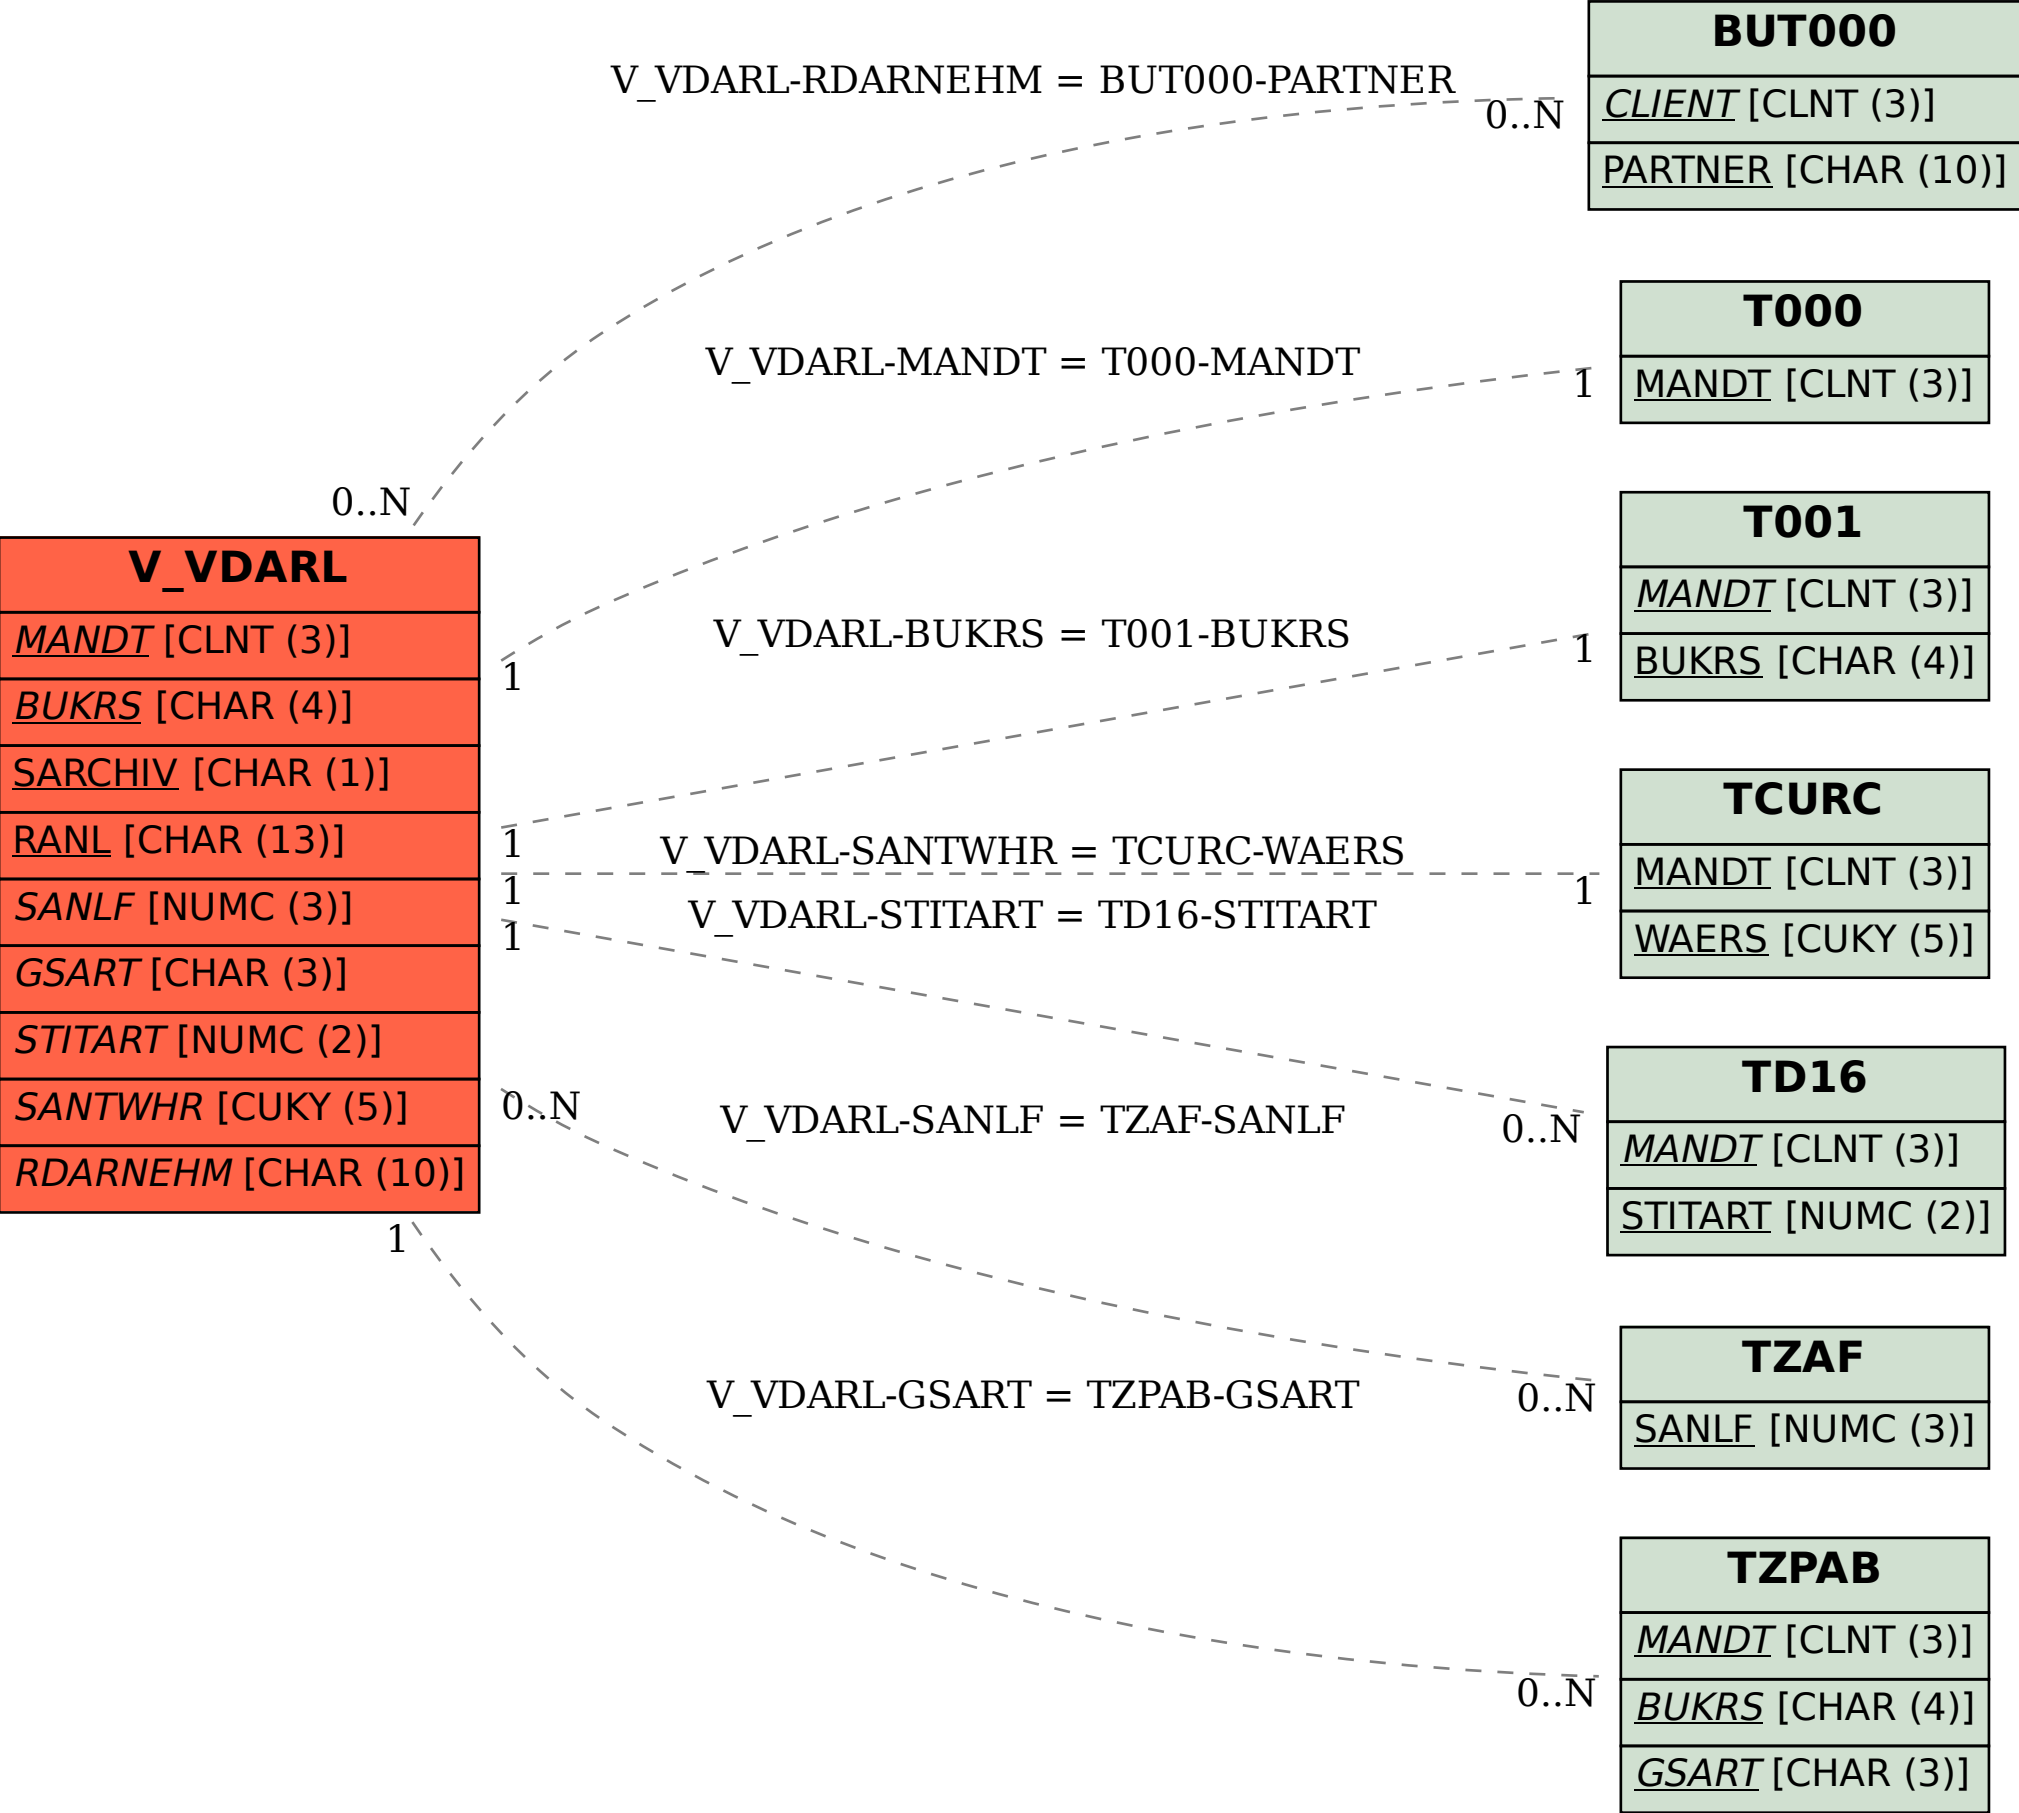 BUT000
CLIENT [CLNT (3)]
PARTNER [CHAR (10)]
V_VDARL-RDARNEHM = BUT000-PARTNER
0..N
0..N
T000
MANDT [CLNT (3)]
V_VDARL-MANDT = T000-MANDT
1
1
T001
MANDT [CLNT (3)]
BUKRS [CHAR (4)]
V_VDARL-BUKRS = T001-BUKRS
1
1
V_VDARL
MANDT [CLNT (3)]
BUKRS [CHAR (4)]
SARCHIV [CHAR (1)]
RANL [CHAR (13)]
SANLF [NUMC (3)]
GSART [CHAR (3)]
STITART [NUMC (2)]
SANTWHR [CUKY (5)]
RDARNEHM [CHAR (10)]
TCURC
MANDT [CLNT (3)]
WAERS [CUKY (5)]
V_VDARL-SANTWHR = TCURC-WAERS
1
1
V_VDARL-STITART = TD16-STITART
1
0..N
TD16
MANDT [CLNT (3)]
STITART [NUMC (2)]
V_VDARL-SANLF = TZAF-SANLF
0..N
0..N
TZAF
SANLF [NUMC (3)]
V_VDARL-GSART = TZPAB-GSART
1
0..N
TZPAB
MANDT [CLNT (3)]
BUKRS [CHAR (4)]
GSART [CHAR (3)]